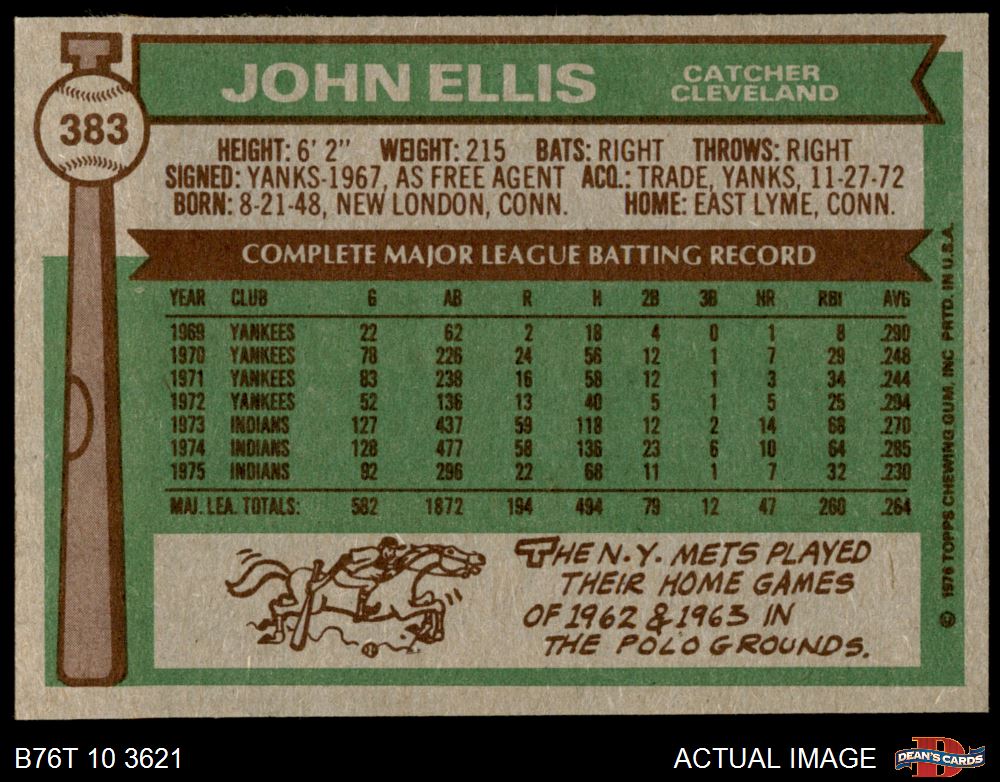 383
JOHN ELLIS
CATCHER
CLEVELAND
HEIGHT: 6' 2" WEIGHT: 215 BATS: RIGHT THROWS: RIGHT
SIGNED: YANKS-1967, AS FREE AGENT ACQ.: TRADE, YANKS, 11-27-72
BORN: 8-21-48, NEW LONDON, CONN. HOME: EAST LYME, CONN.
COMPLETE MAJOR LEAGUE BATTING RECORD
YEAR CLUB G AB R H 2B 3B HR RBI AVG
1969 YANKEES 22 62 2 18 4 0 1 8 .290
1970 YANKEES 78 226 24 56 12 1 7 29 .248
1971 YANKEES 83 238 16 58 12 1 3 34 .244
1972 YANKEES 52 136 13 40 5 1 5 25 .294
1973 INDIANS 127 437 59 118 12 2 14 68 .270
1974 INDIANS 128 477 58 136 23 6 10 64 .285
1975 INDIANS 92 296 22 68 11 1 7 32 .230
MAJ. LEA. TOTALS: 582 1872 194 494 79 12 47 260 .264
THE N.Y. METS PLAYED
THEIR HOME GAMES
OF 1962 & 1963 IN
THE POLO GROUNDS.
© 1976 TOPPS CHEWING GUM, INC PRTD. IN U.S.A.
B76T 10 3621
ACTUAL IMAGE
D
DEAN'S CARDS